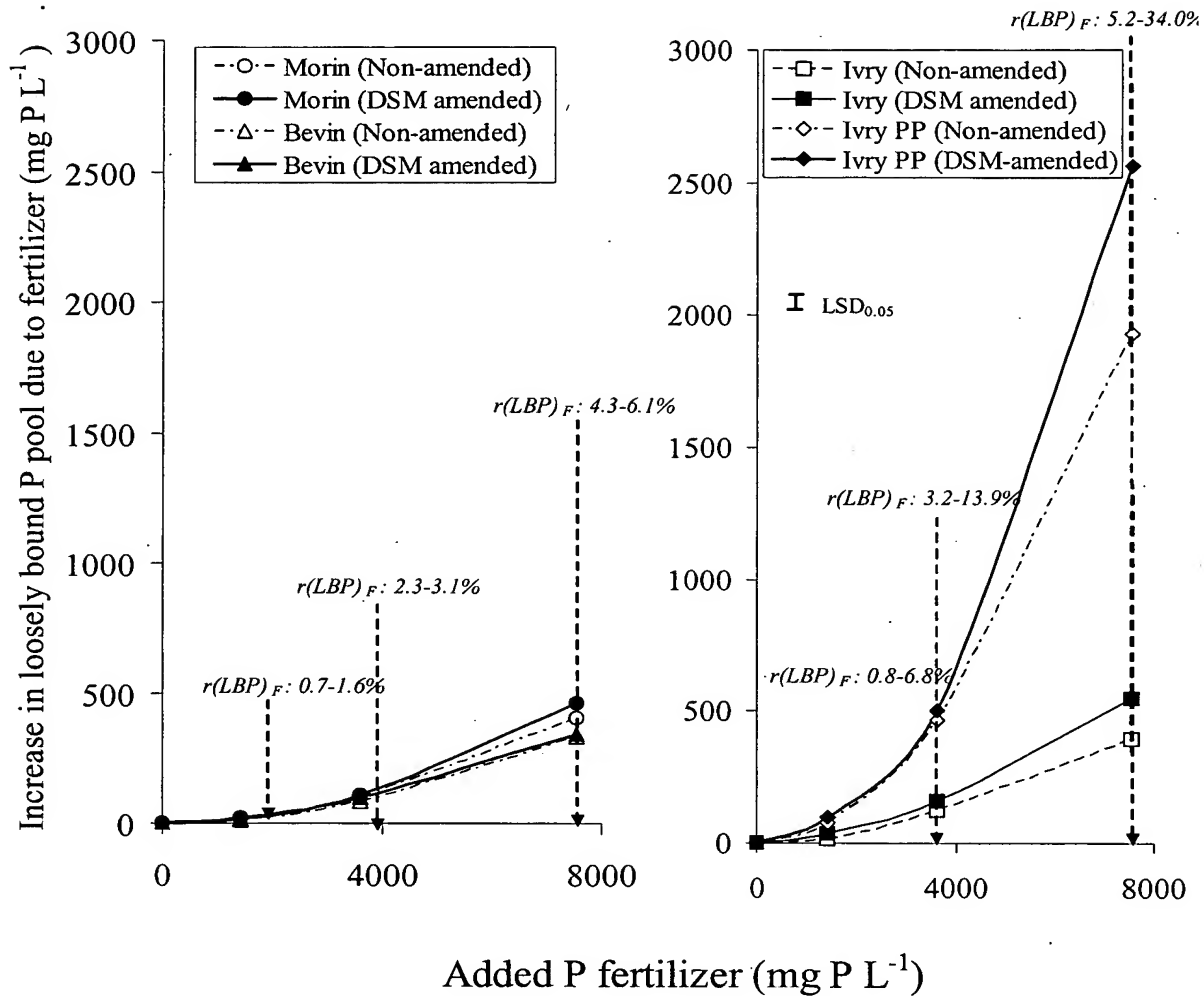 r(LBP) F : 5.2-34.0%
Increase in loosely bound P pool due to fertilizer (mg P L-1)
3000
2500
2000
1500
1000
500
0
Morin (Non-amended)
Morin (DSM amended)
Bevin (Non-amended)
Bevin (DSM amended)
r(LBP) F : 4.3-6.1%
r(LBP) F : 2.3-3.1%
r(LBP) F : 0.7-1.6%
0
4000
8000
3000
2500
2000
1500
1000
500
0
Ivry (Non-amended)
Ivry (DSM amended)
Ivry PP (Non-amended)
Ivry PP (DSM-amended)
LSD0.05
r(LBP) F : 3.2-13.9%
r(LBP) F : 0.8-6.8%
0
4000
8000
Added P fertilizer (mg P L-1)